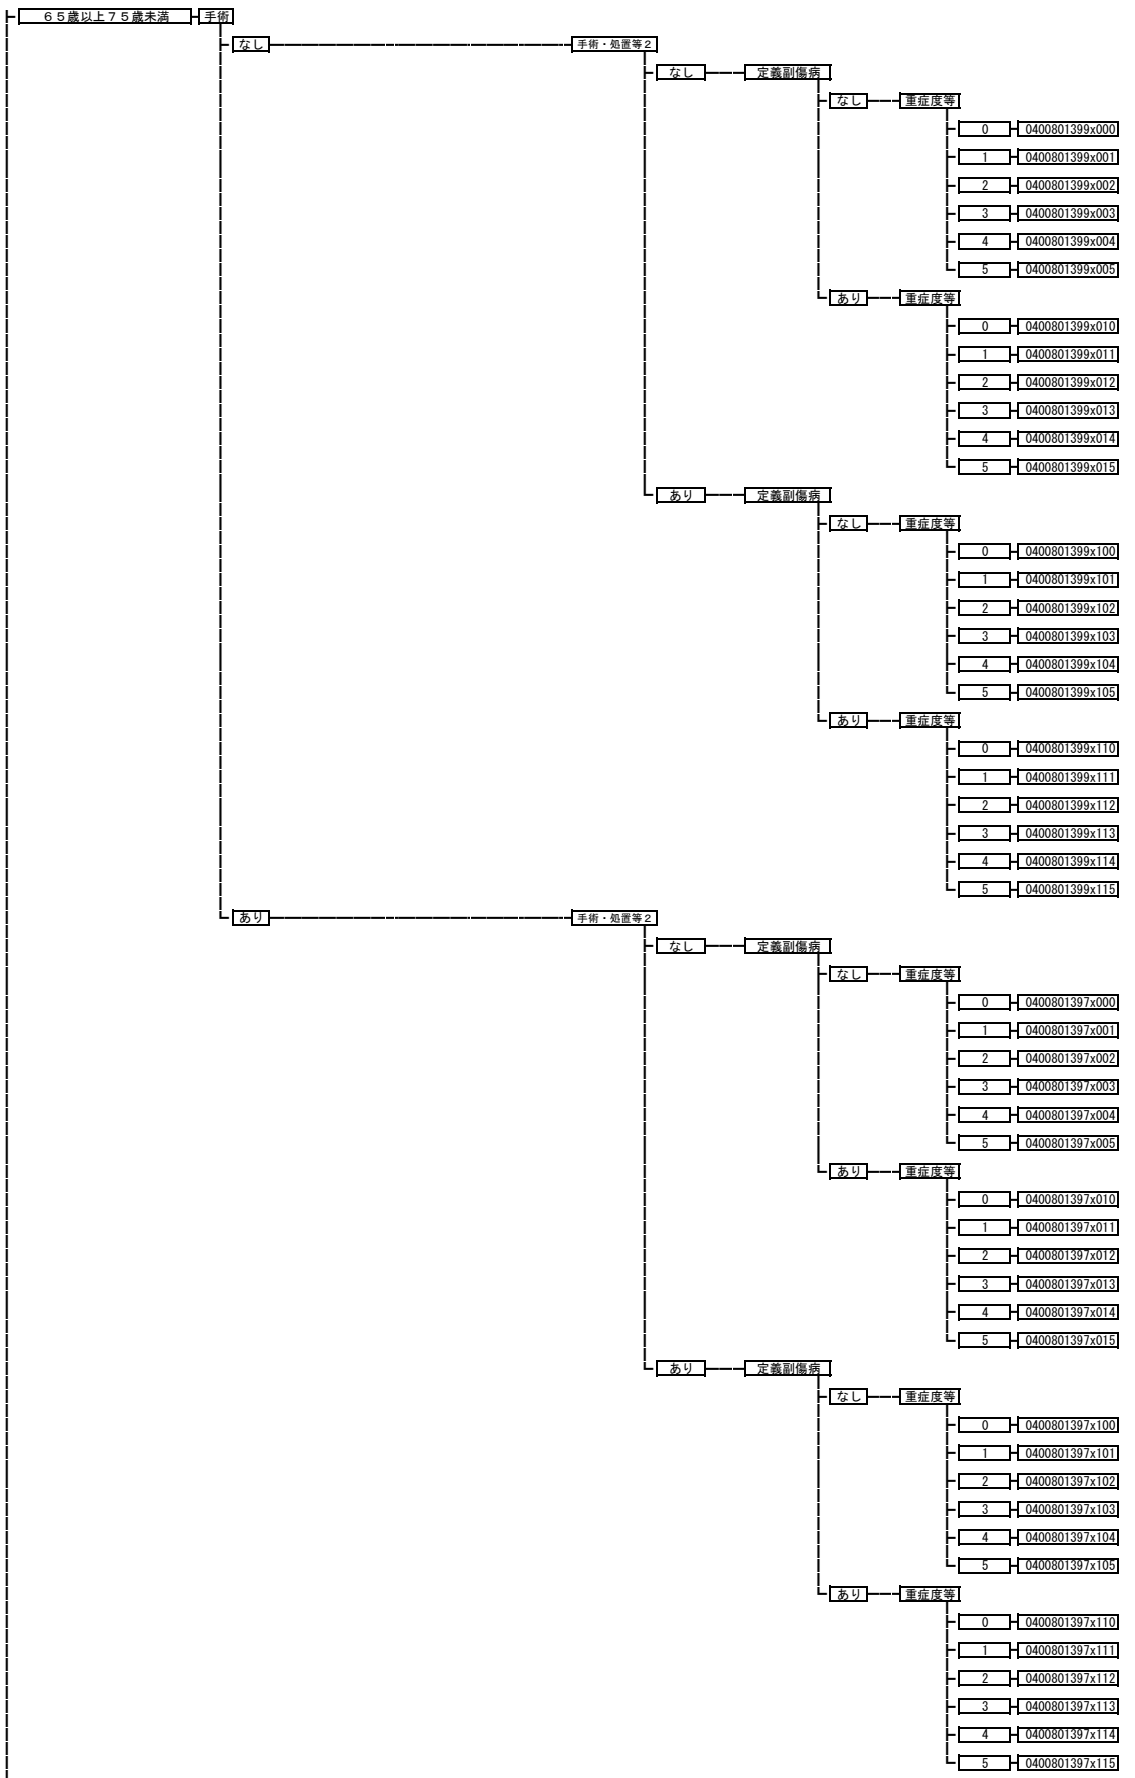 ６５歳以上７５歳未満 手術
なし 手術・処置等２
なし 定義副傷病
なし 重症度等
0 0400801399x000
1 0400801399x001
2 0400801399x002
3 0400801399x003
4 0400801399x004
5 0400801399x005
あり 重症度等
0 0400801399x010
1 0400801399x011
2 0400801399x012
3 0400801399x013
4 0400801399x014
5 0400801399x015
あり 定義副傷病
なし 重症度等
0 0400801399x100
1 0400801399x101
2 0400801399x102
3 0400801399x103
4 0400801399x104
5 0400801399x105
あり 重症度等
0 0400801399x110
1 0400801399x111
2 0400801399x112
3 0400801399x113
4 0400801399x114
5 0400801399x115
あり 手術・処置等２
なし 定義副傷病
なし 重症度等
0 0400801397x000
1 0400801397x001
2 0400801397x002
3 0400801397x003
4 0400801397x004
5 0400801397x005
あり 重症度等
0 0400801397x010
1 0400801397x011
2 0400801397x012
3 0400801397x013
4 0400801397x014
5 0400801397x015
あり 定義副傷病
なし 重症度等
0 0400801397x100
1 0400801397x101
2 0400801397x102
3 0400801397x103
4 0400801397x104
5 0400801397x105
あり 重症度等
0 0400801397x110
1 0400801397x111
2 0400801397x112
3 0400801397x113
4 0400801397x114
5 0400801397x115